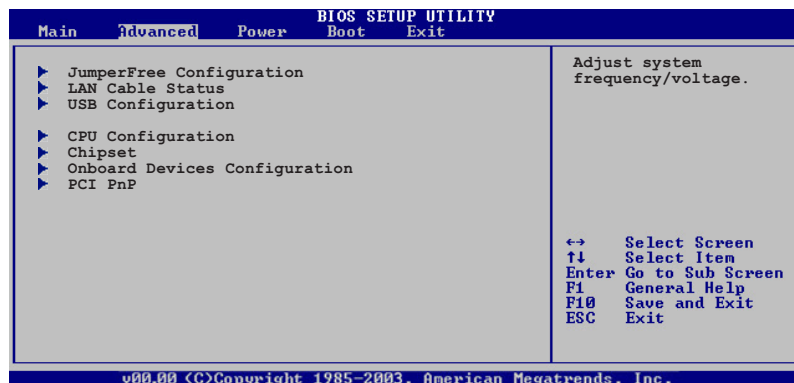 BIOS SETUP UTILITY
Main Advanced Power Boot Exit
JumperFree Configuration
LAN Cable Status
USB Configuration
CPU Configuration
Chipset
Onboard Devices Configuration
PCI PnP
Adjust system
frequency/voltage.
←→ Select Screen
↑↓ Select Item
Enter Go to Sub Screen
F1 General Help
F10 Save and Exit
ESC Exit
v00.00 (C)Copyright 1985-2003, American Megatrends, Inc.